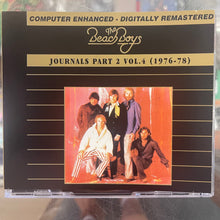 COMPUTER ENHANCED - DIGITALLY REMASTERED
The
Beach Boys
JOURNALS PART 2 VOL.4 (1976-78)